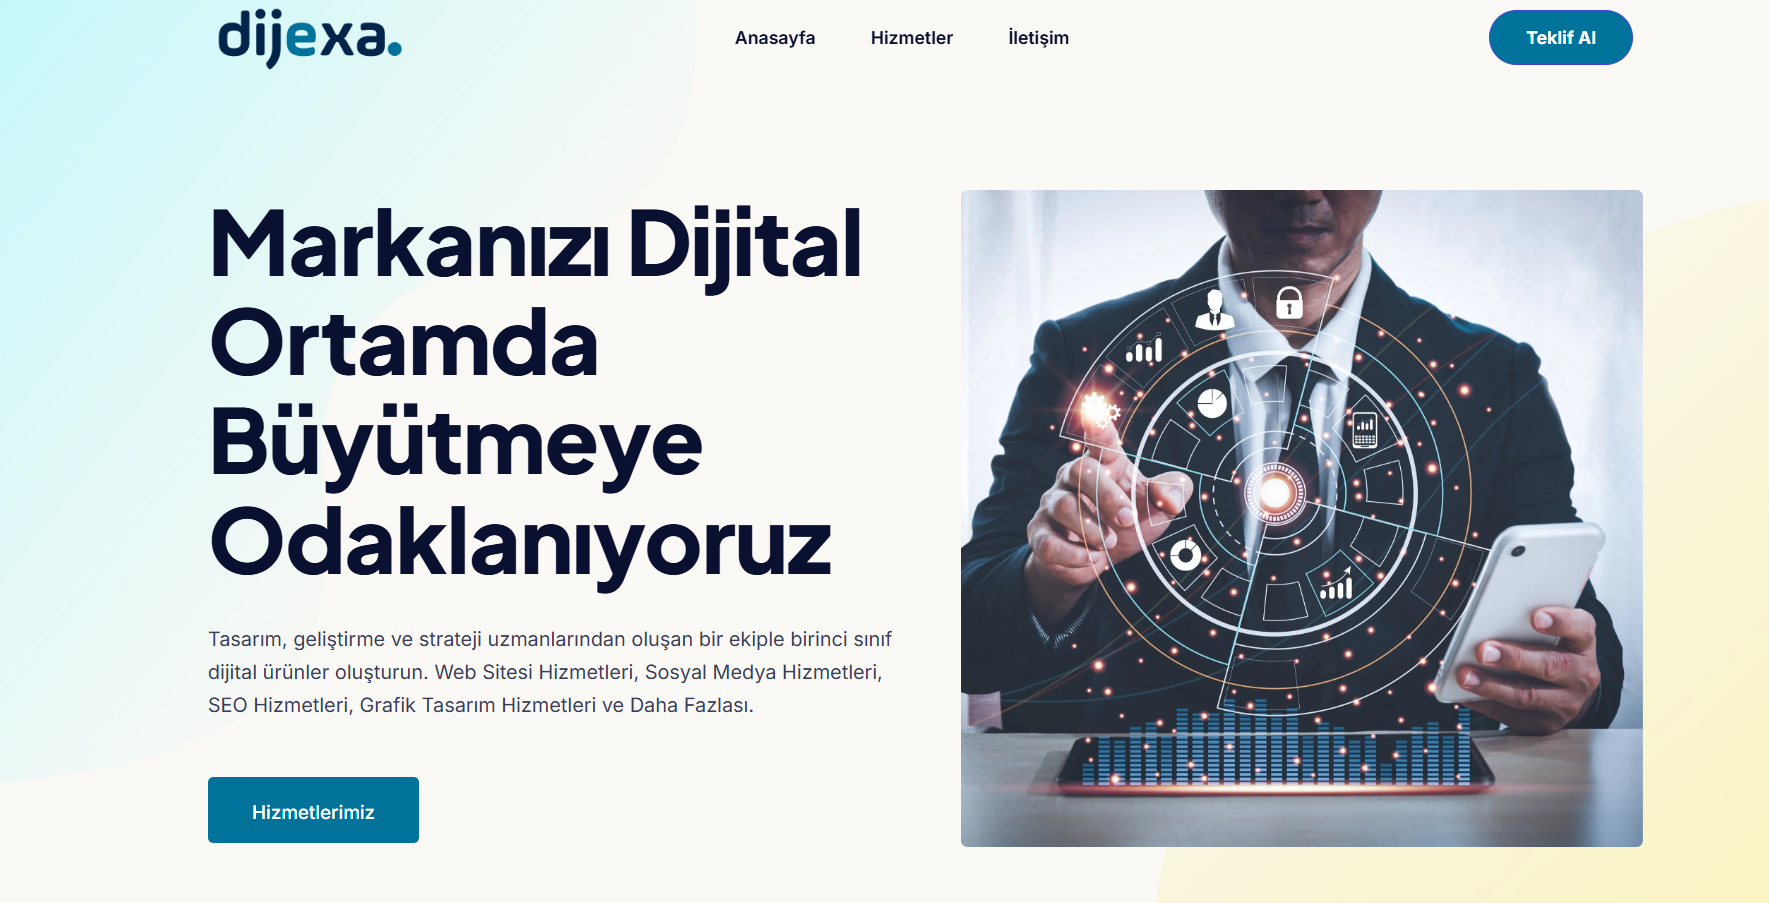 dijexa.
Anasayfa
Hizmetler
İletişim
Teklif Al
Markanızı Dijital
Ortamda
Büyütmeye
Odaklanıyoruz
Tasarım, geliştirme ve strateji uzmanlarından oluşan bir ekiple birinci sınıf
dijital ürünler oluşturun. Web Sitesi Hizmetleri, Sosyal Medya Hizmetleri,
SEO Hizmetleri, Grafik Tasarım Hizmetleri ve Daha Fazlası.
Hizmetlerimiz